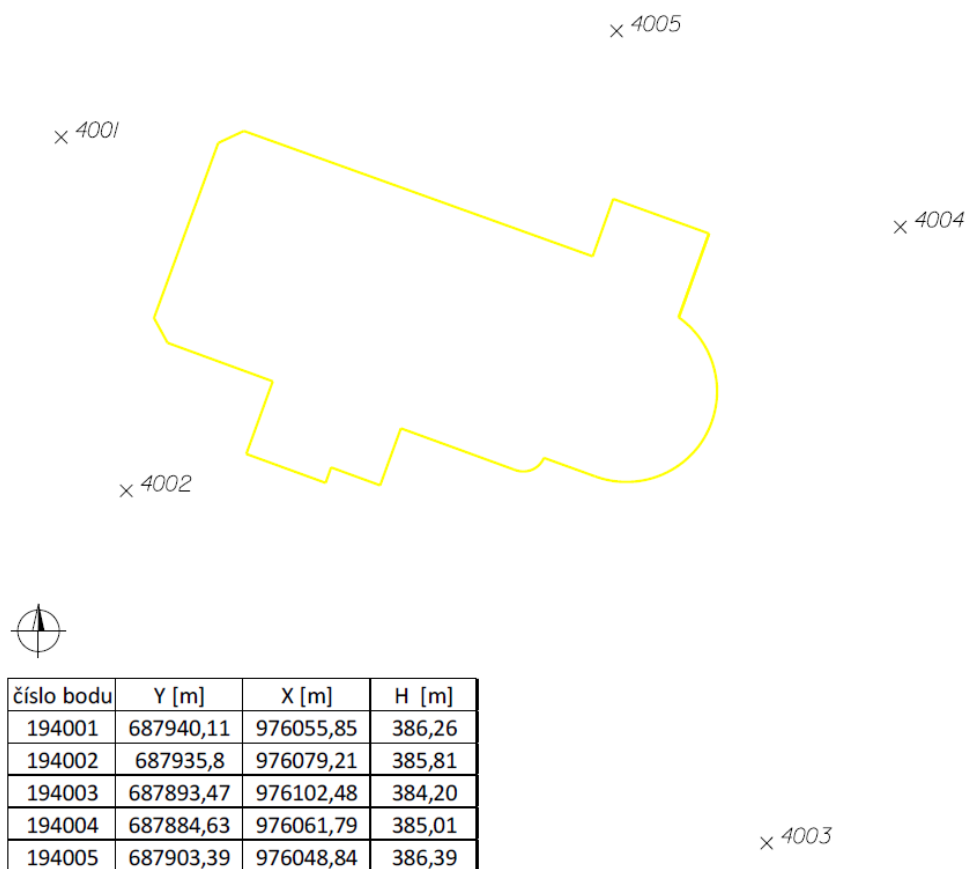 4005
4001
4004
4002
číslo bodu Y [m] X [m] H [m]
194001 687940,11 976055,85 386,26
194002 687935,8 976079,21 385,81
194003 687893,47 976102,48 384,20
194004 687884,63 976061,79 385,01
194005 687903,39 976048,84 386,39
4003